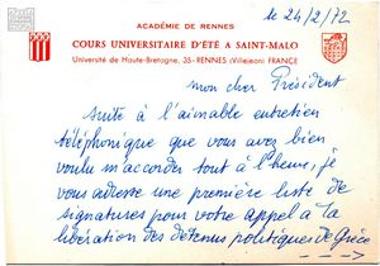 le 24/2/72
ACADÉMIE DE RENNES
COURS UNIVERSITAIRE D'ÉTÉ A SAINT-MALO
Université de Haute-Bretagne, 35-RENNES (Villejean) FRANCE
mon cher Président
suite à l'aimable entretien
téléphonique que vous avez bien
voulu m'accorder tout à l'heure, je
vous adresse une première liste de
signatures pour votre appel à la
libération des détenus politiques de Grèce